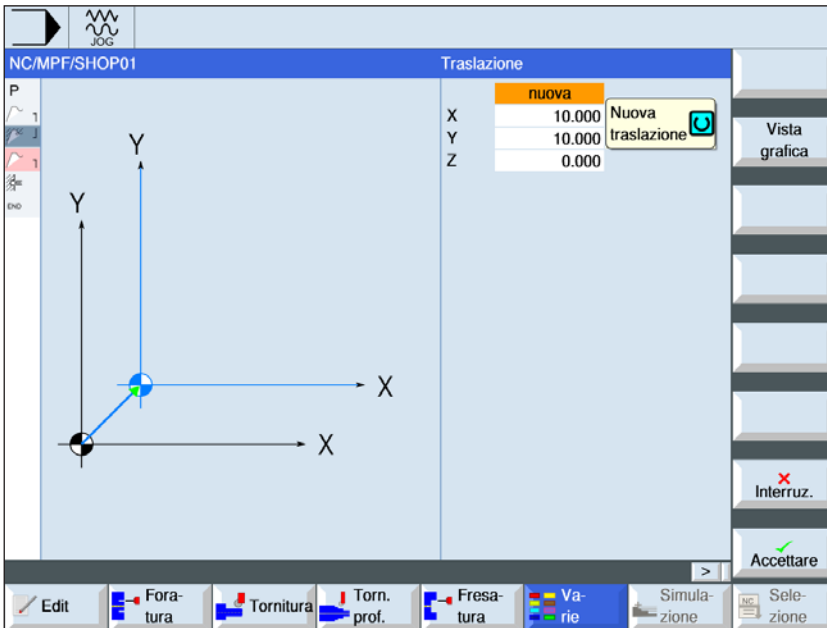 JOG
NC/MPF/SHOP01
Traslazione
P
END
Y
Y
X
X
nuova
X 10.000
Y 10.000
Z 0.000
Nuova
traslazione
Vista
grafica
Interruz.
Accettare
>
Edit
Fora-
tura
Tornitura
Torn.
prof.
Fresa-
tura
Va-
rie
Simula-
zione
NC
Sele-
zione